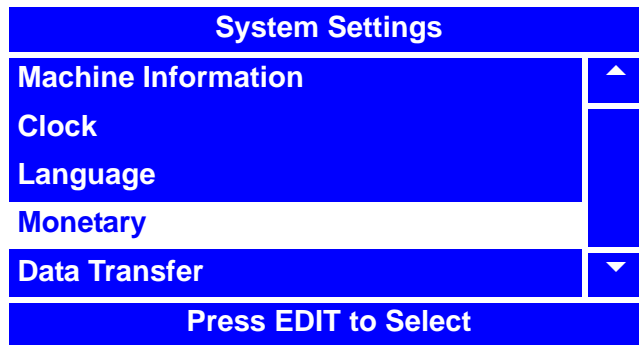 System Settings
Machine Information
Clock
Language
Monetary
Data Transfer
Press EDIT to Select